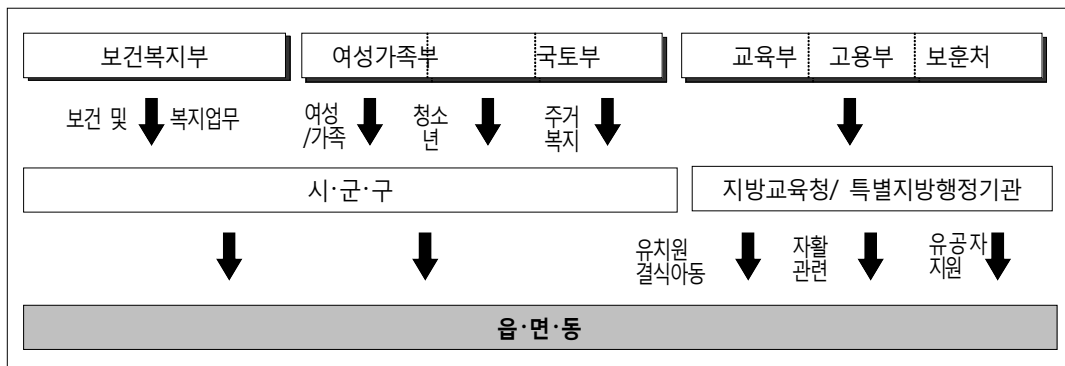 보건복지부
여성가족부 국토부
교육부 고용부 보훈처
보건 및 복지업무
여성
/가족
청소
년
주거
복지
시·군·구
지방교육청/ 특별지방행정기관
유치원
결식아동
자활
관련
유공자
지원
읍·면·동